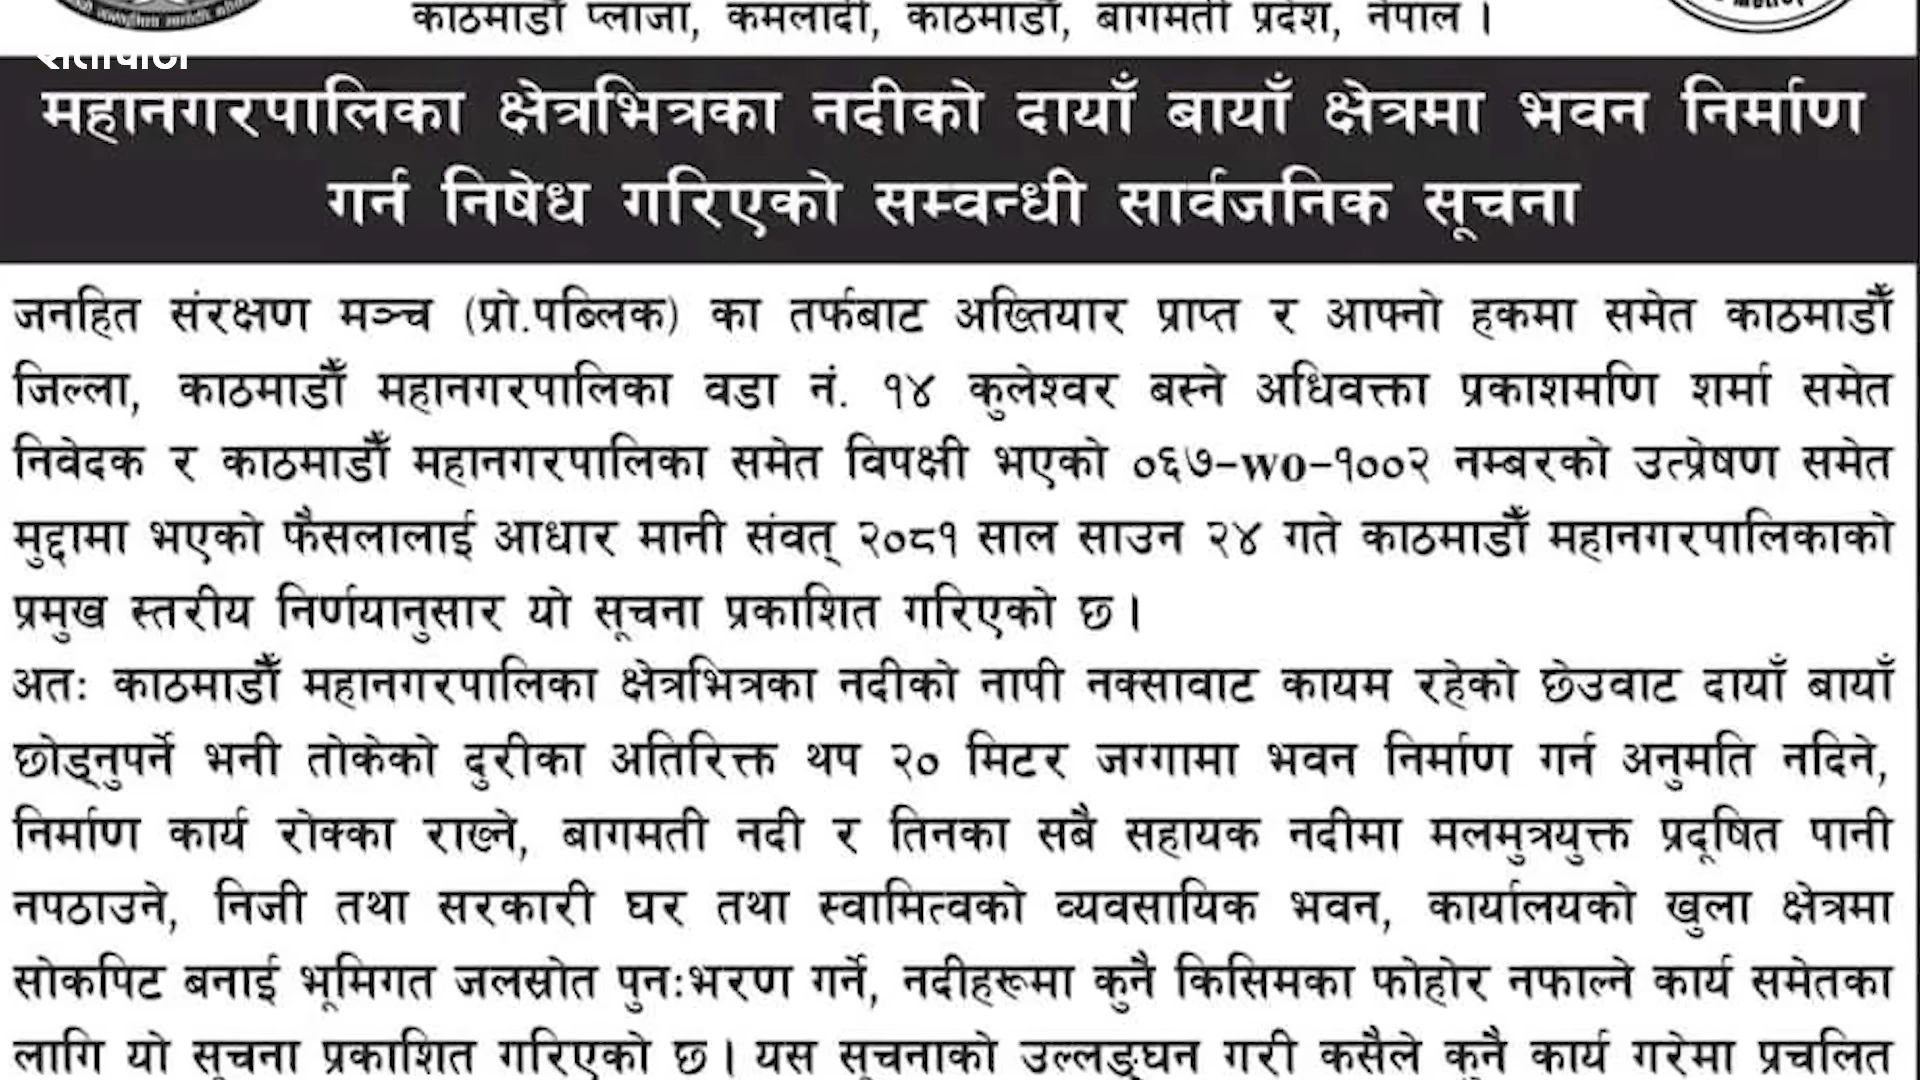 काठमाडौँ प्लाजा, कमलादी, काठमाडौँ, बागमती प्रदेश, नेपाल ।
सेतोपाटी
महानगरपालिका क्षेत्रभित्रका नदीको दायाँ बायाँ क्षेत्रमा भवन निर्माण
गर्न निषेध गरिएको सम्वन्धी सार्वजनिक सूचना
जनहित संरक्षण मञ्च (प्रो.पब्लिक) का तर्फबाट अख्तियार प्राप्त र आफ्नो हकमा समेत काठमाडौँ
जिल्ला, काठमाडौँ महानगरपालिका वडा नं. १४ कुलेश्वर बस्ने अधिवक्ता प्रकाशमणि शर्मा समेत
निवेदक र काठमाडौँ महानगरपालिका समेत विपक्षी भएको ०६७-wo-१००२ नम्बरको उत्प्रेषण समेत
मुद्दामा भएको फैसलालाई आधार मानी संवत् २०८१ साल साउन २४ गते काठमाडौँ महानगरपालिकाको
प्रमुख स्तरीय निर्णयानुसार यो सूचना प्रकाशित गरिएको छ ।
अतः काठमाडौँ महानगरपालिका क्षेत्रभित्रका नदीको नापी नक्सावाट कायम रहेको छेउवाट दायाँ बायाँ
छोड्नुपर्ने भनी तोकेको दुरीका अतिरिक्त थप २० मिटर जग्गामा भवन निर्माण गर्न अनुमति नदिने,
निर्माण कार्य रोक्का राख्ने, बागमती नदी र तिनका सबै सहायक नदीमा मलमुत्रयुक्त प्रदूषित पानी
नपठाउने, निजी तथा सरकारी घर तथा स्वामित्वको व्यवसायिक भवन, कार्यालयको खुला क्षेत्रमा
सोकपिट बनाई भूमिगत जलस्रोत पुनःभरण गर्ने, नदीहरूमा कुनै किसिमका फोहोर नफाल्ने कार्य समेतका
लागि यो सूचना प्रकाशित गरिएको छ । यस सूचनाको उल्लङ्घन गरी कसैले कुनै कार्य गरेमा प्रचलित